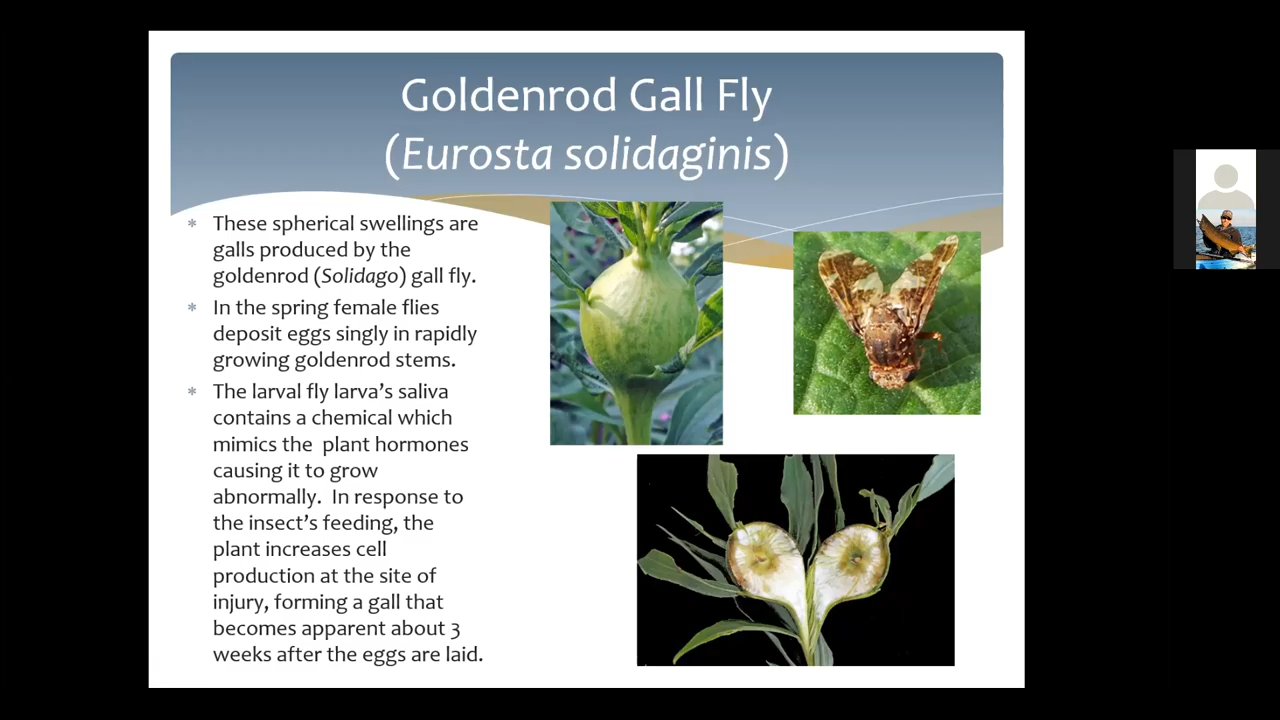 Goldenrod Gall Fly
(Eurosta solidaginis)
* These spherical swellings are
galls produced by the
goldenrod (Solidago) gall fly.
* In the spring female flies
deposit eggs singly in rapidly
growing goldenrod stems.
* The larval fly larva’s saliva
contains a chemical which
mimics the  plant hormones
causing it to grow
abnormally.  In response to
the insect’s feeding, the
plant increases cell
production at the site of
injury, forming a gall that
becomes apparent about 3
weeks after the eggs are laid.